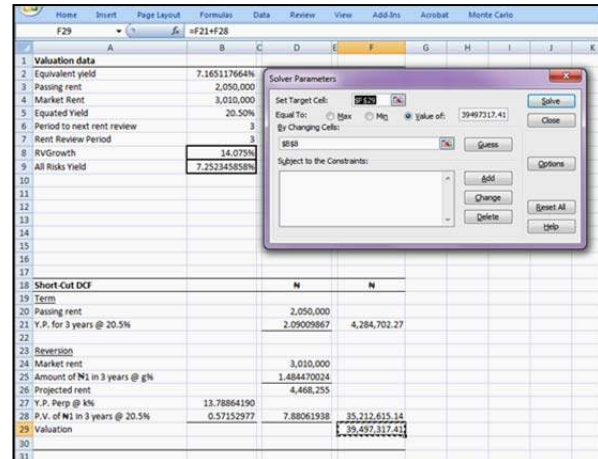 Home Insert Page Layout Formulas Data Review View Add-Ins Acrobat Monte Carlo
F29 fx =F21+F28
A B C D E F G H I J K
1 Valuation data
2 Equivalent yield 7.165117664%
3 Passing rent 2,050,000
4 Market Rent 3,010,000
5 Equated Yield 20.50%
6 Period to next rent review 3
7 Rent Review Period 3
8 RVGrowth 14.075%
9 All Risks Yield 7.252345858%
10
11
12
13
14
15
16
17
18 Short-Cut DCF ₦ ₦
19 Term
20 Passing rent 2,050,000
21 Y.P. for 3 years @ 20.5% 2.09009867 4,284,702.27
22
23 Reversion
24 Market rent 3,010,000
25 Amount of ₦1 in 3 years @ g% 1.484470024
26 Projected rent 4,468,255
27 Y.P. Perp @ k% 13.78864190
28 P.V. of ₦1 in 3 years @ 20.5% 0.57152977 7.88061938 35,212,615.14
29 Valuation 39,497,317.41
30
31
Solver Parameters
Set Target Cell: $F$29 Solve
Equal To: Max Min Value of: 39497317.41 Close
By Changing Cells:
$B$8 Guess
Subject to the Constraints: Options
Add
Change
Delete
Reset All
Help